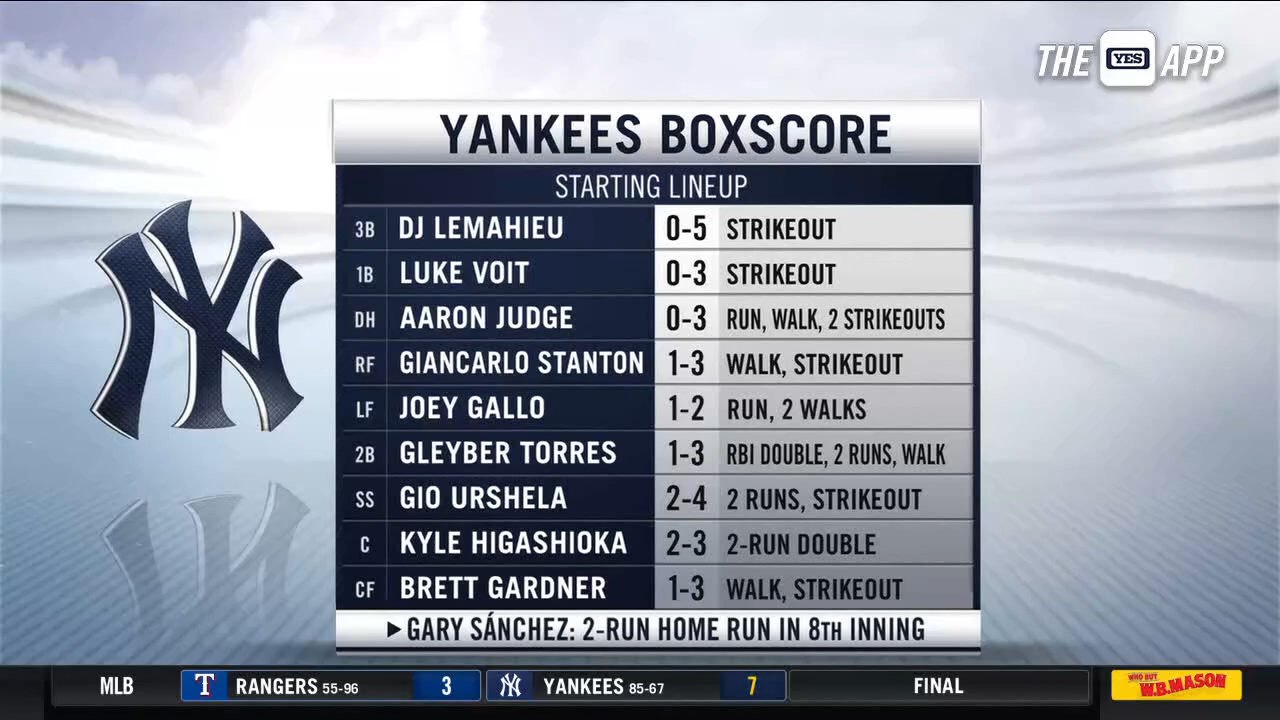 THE YES APP
YANKEES BOXSCORE
STARTING LINEUP
3B DJ LEMAHIEU 0-5 STRIKEOUT
1B LUKE VOIT 0-3 STRIKEOUT
DH AARON JUDGE 0-3 RUN, WALK, 2 STRIKEOUTS
RF GIANCARLO STANTON 1-3 WALK, STRIKEOUT
LF JOEY GALLO 1-2 RUN, 2 WALKS
2B GLEYBER TORRES 1-3 RBI DOUBLE, 2 RUNS, WALK
SS GIO URSHELA 2-4 2 RUNS, STRIKEOUT
C KYLE HIGASHIOKA 2-3 2-RUN DOUBLE
CF BRETT GARDNER 1-3 WALK, STRIKEOUT
▶ GARY SÁNCHEZ: 2-RUN HOME RUN IN 8TH INNING
MLB T RANGERS 55-96 3 NY YANKEES 85-67 7 FINAL WHO BUT W.B. MASON